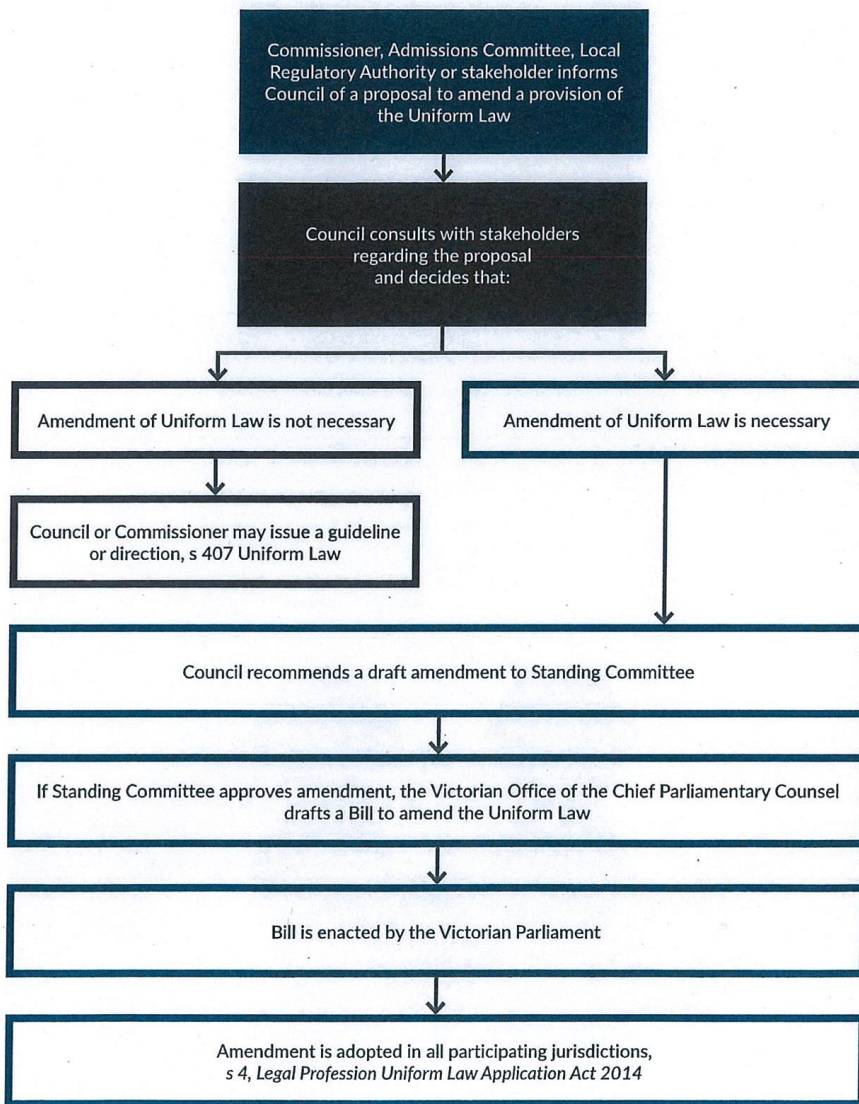 Commissioner, Admissions Committee, Local
Regulatory Authority or stakeholder informs
Council of a proposal to amend a provision of
the Uniform Law
Council consults with stakeholders
regarding the proposal
and decides that:
Amendment of Uniform Law is not necessary
Amendment of Uniform Law is necessary
Council or Commissioner may issue a guideline
or direction, s 407 Uniform Law
Council recommends a draft amendment to Standing Committee
If Standing Committee approves amendment, the Victorian Office of the Chief Parliamentary Counsel
drafts a Bill to amend the Uniform Law
Bill is enacted by the Victorian Parliament
Amendment is adopted in all participating jurisdictions,
s 4, Legal Profession Uniform Law Application Act 2014